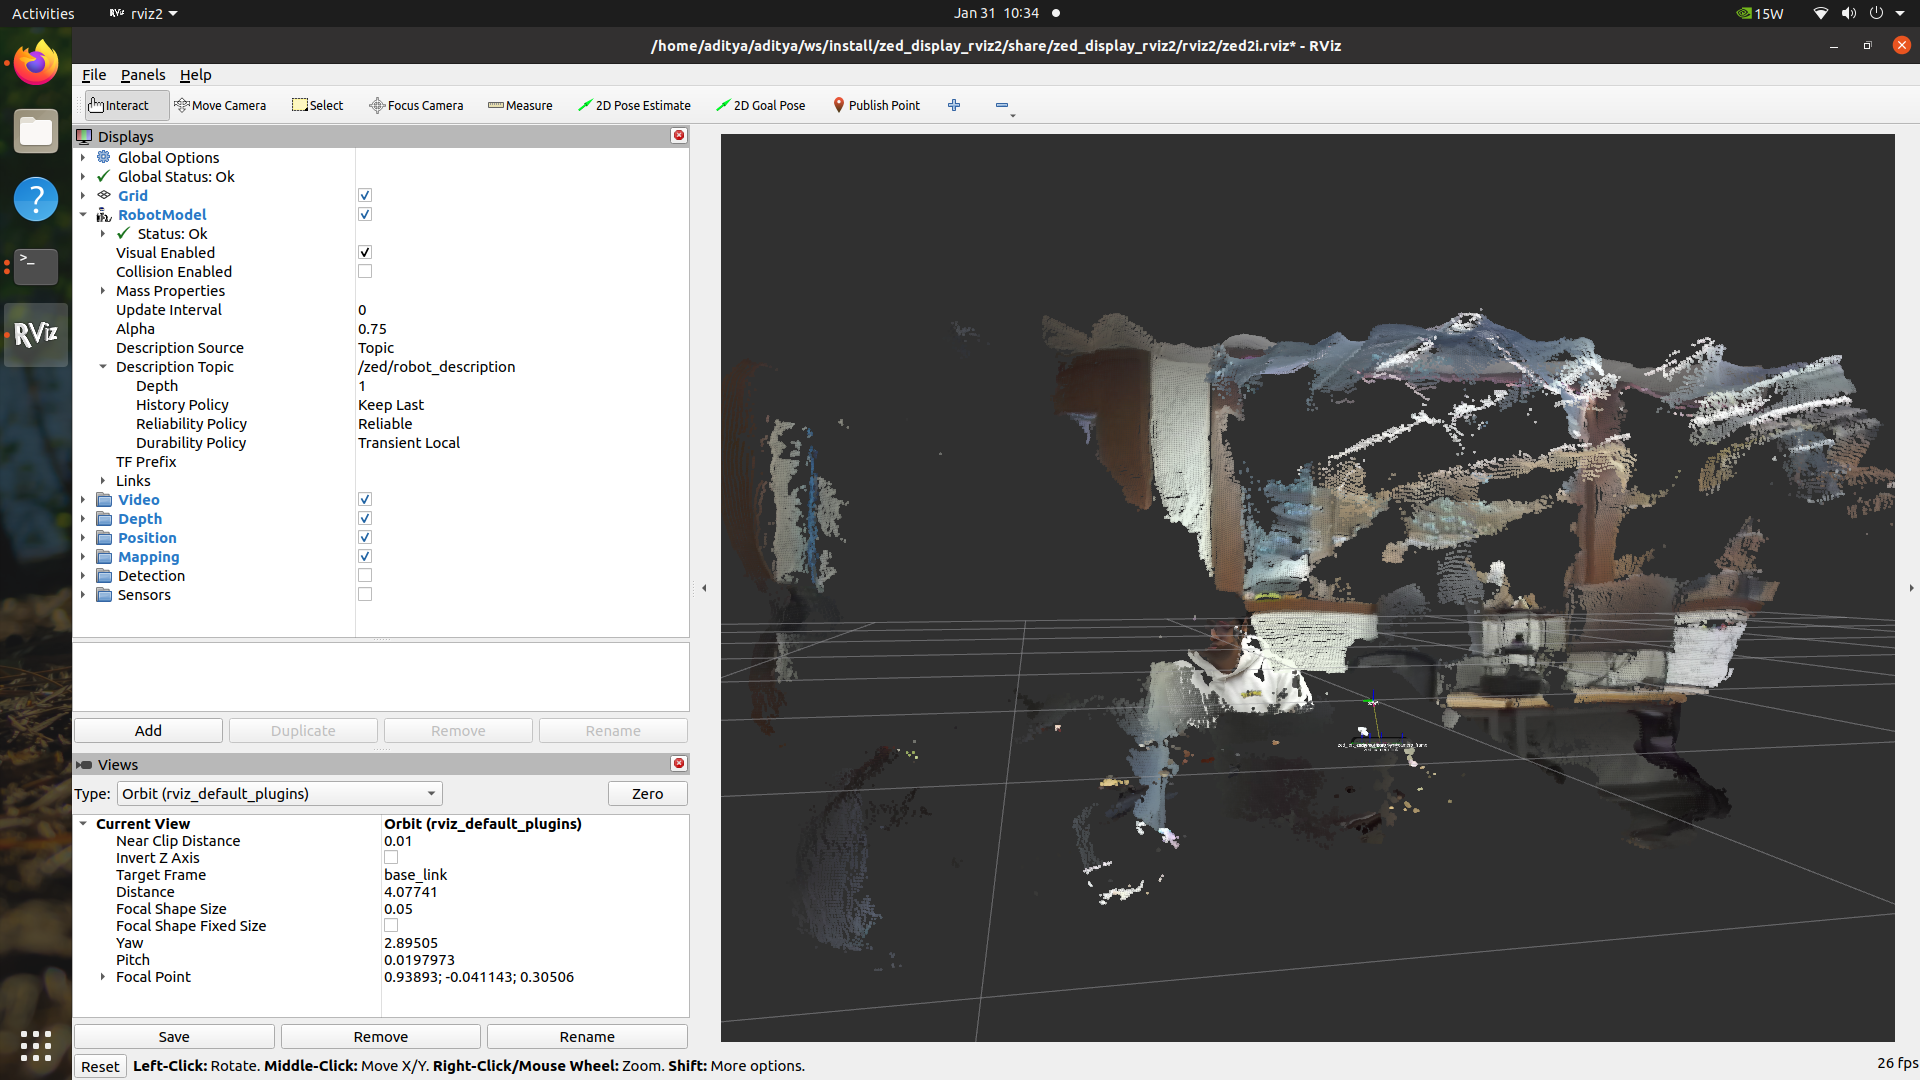 Activities
rviz2
Jan 31 10:34
15W
/home/aditya/aditya/ws/install/zed_display_rviz2/share/zed_display_rviz2/rviz2/zed2i.rviz* - RViz
File Panels Help
Interact Move Camera Select Focus Camera Measure 2D Pose Estimate 2D Goal Pose Publish Point
Displays
Global Options
Global Status: Ok
Grid
RobotModel
Status: Ok
Visual Enabled
Collision Enabled
Mass Properties
Update Interval 0
Alpha 0.75
Description Source Topic
Description Topic /zed/robot_description
Depth 1
History Policy Keep Last
Reliability Policy Reliable
Durability Policy Transient Local
TF Prefix
Links
Video
Depth
Position
Mapping
Detection
Sensors
Add Duplicate Remove Rename
Views
Type: Orbit (rviz_default_plugins) Zero
Current View Orbit (rviz_default_plugins)
Near Clip Distance 0.01
Invert Z Axis
Target Frame base_link
Distance 4.07741
Focal Shape Size 0.05
Focal Shape Fixed Size
Yaw 2.89505
Pitch 0.0197973
Focal Point 0.93893; -0.041143; 0.30506
Save Remove Rename
Reset Left-Click: Rotate. Middle-Click: Move X/Y. Right-Click/Mouse Wheel: Zoom. Shift: More options.
26 fps
RViz